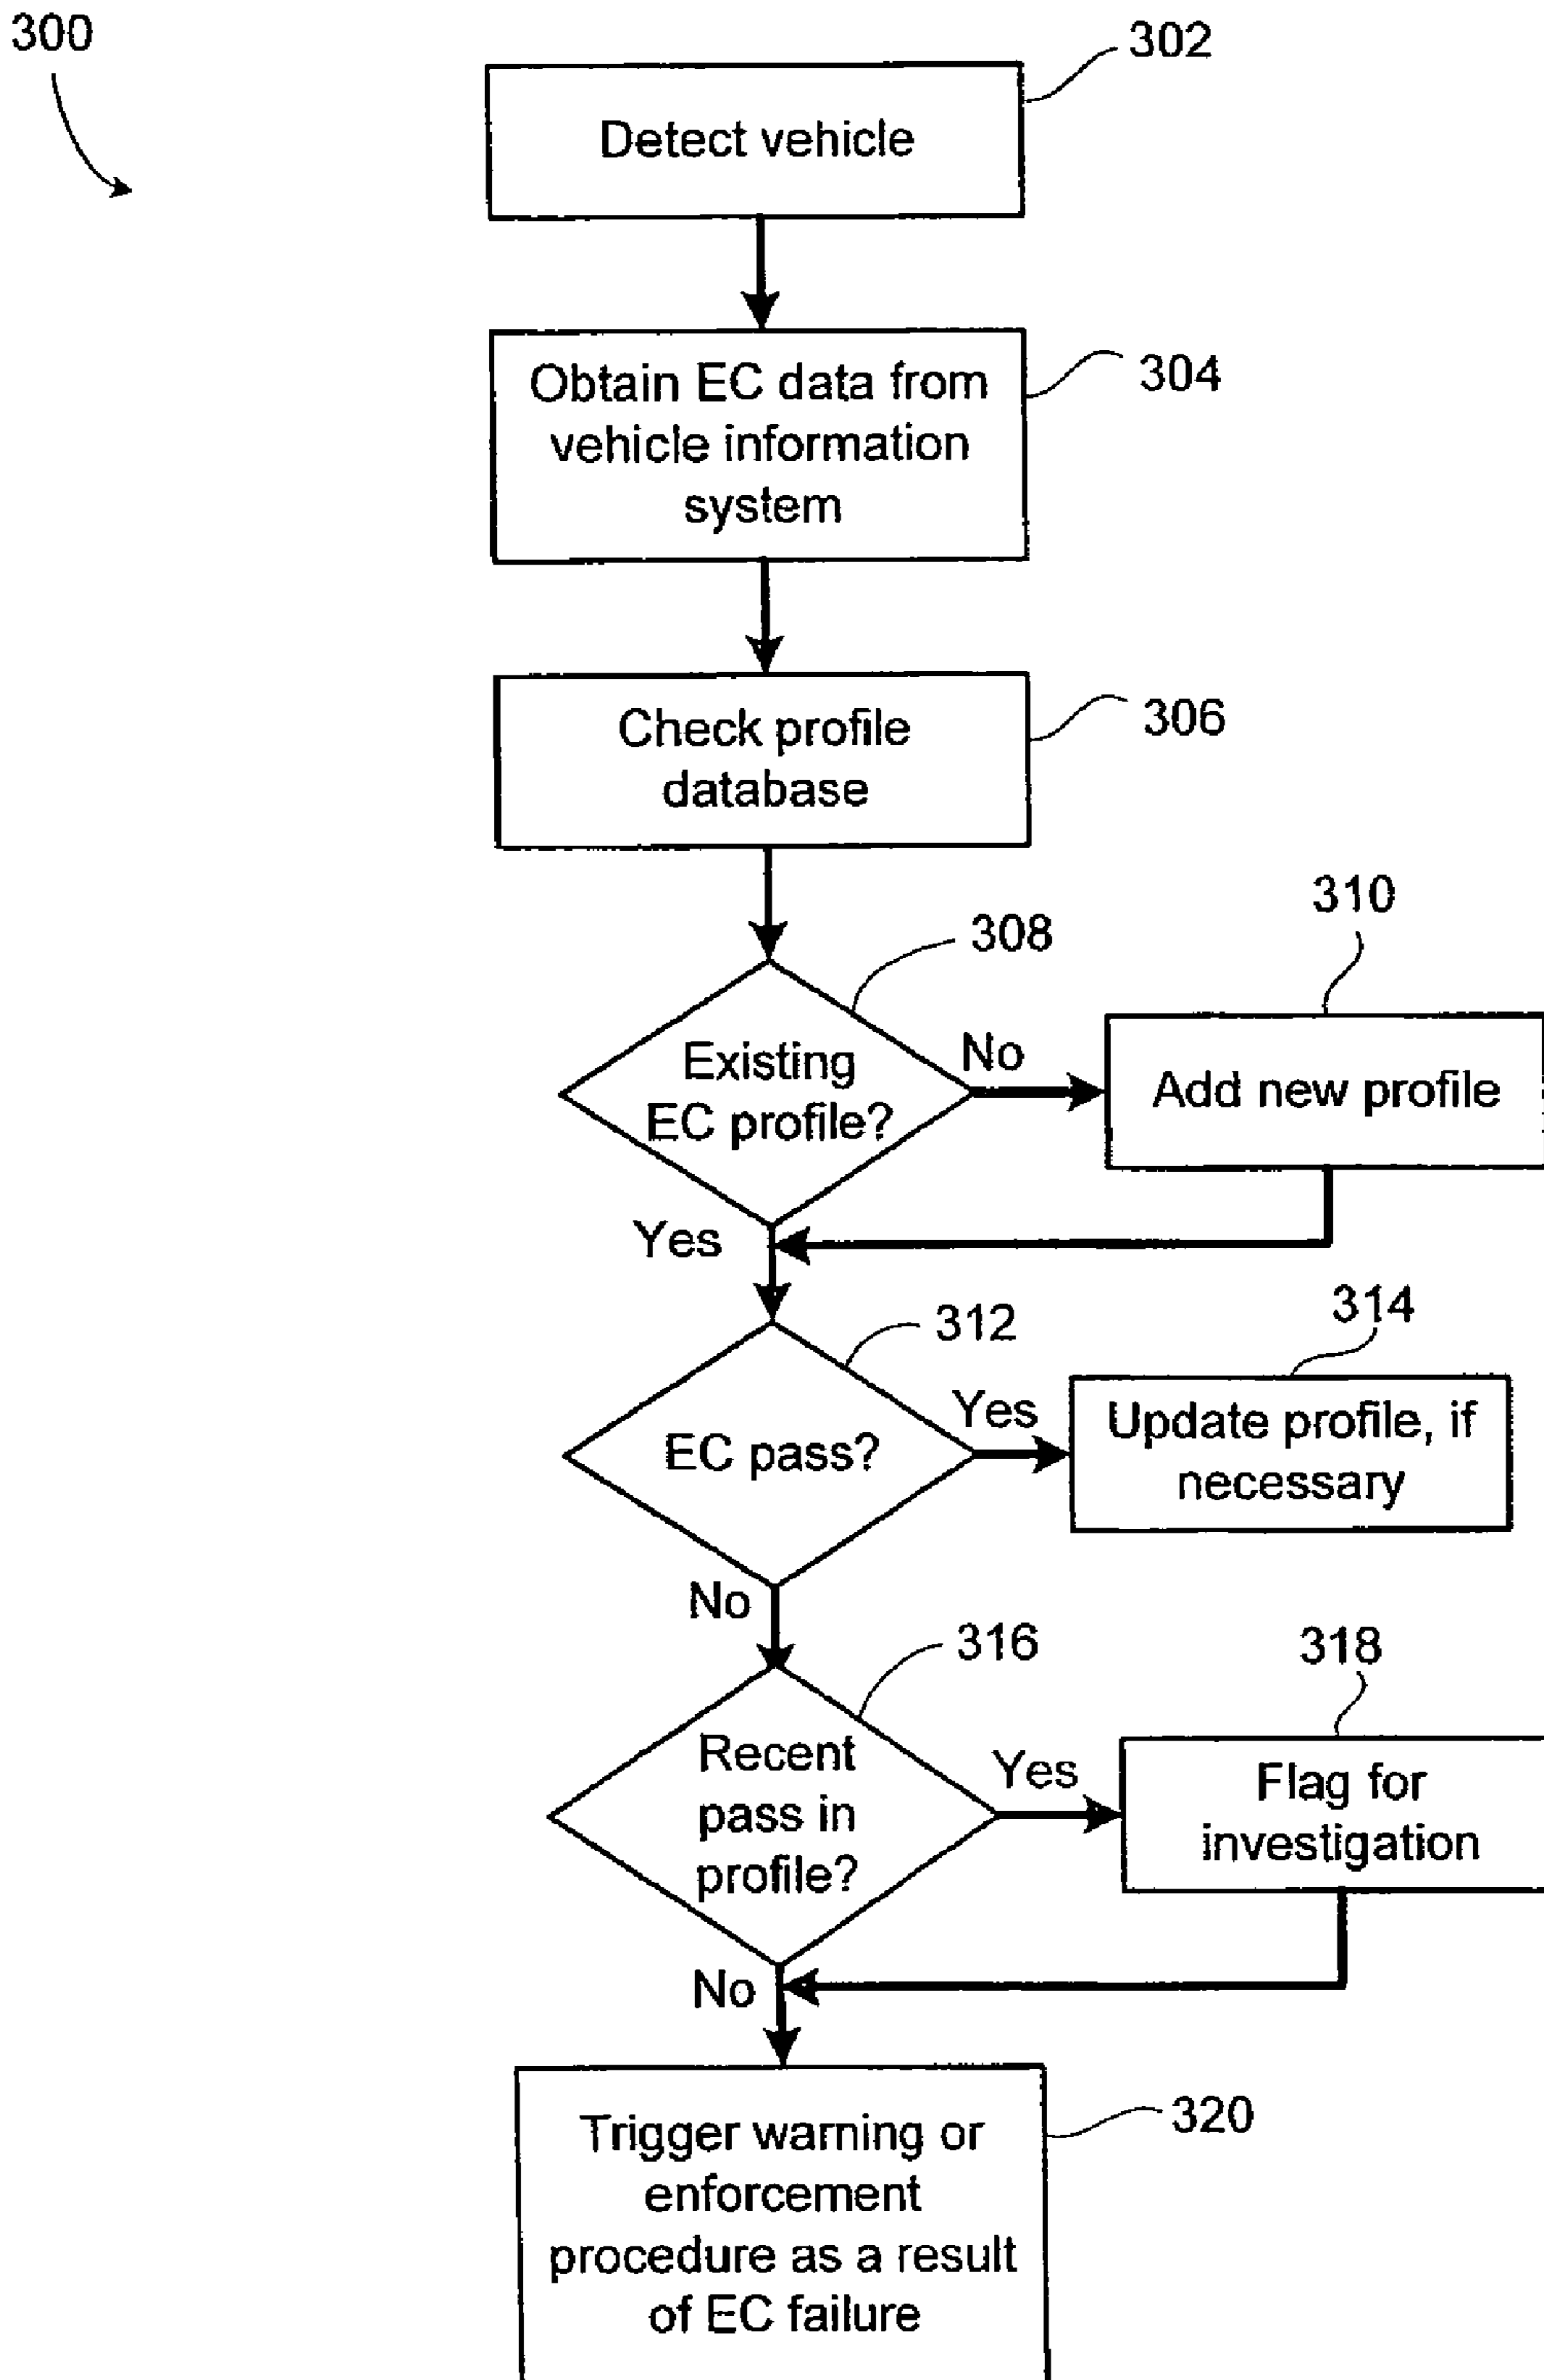 300
302
Detect vehicle
304
Obtain EC data from
vehicle information
system
306
Check profile
database
308
310
Existing
EC profile?
No
Add new profile
Yes
312
314
EC pass?
Yes
Update profile, if
necessary
No
316
318
Recent
pass in
profile?
Yes
Flag for
investigation
No
320
Trigger warning or
enforcement
procedure as a result
of EC failure